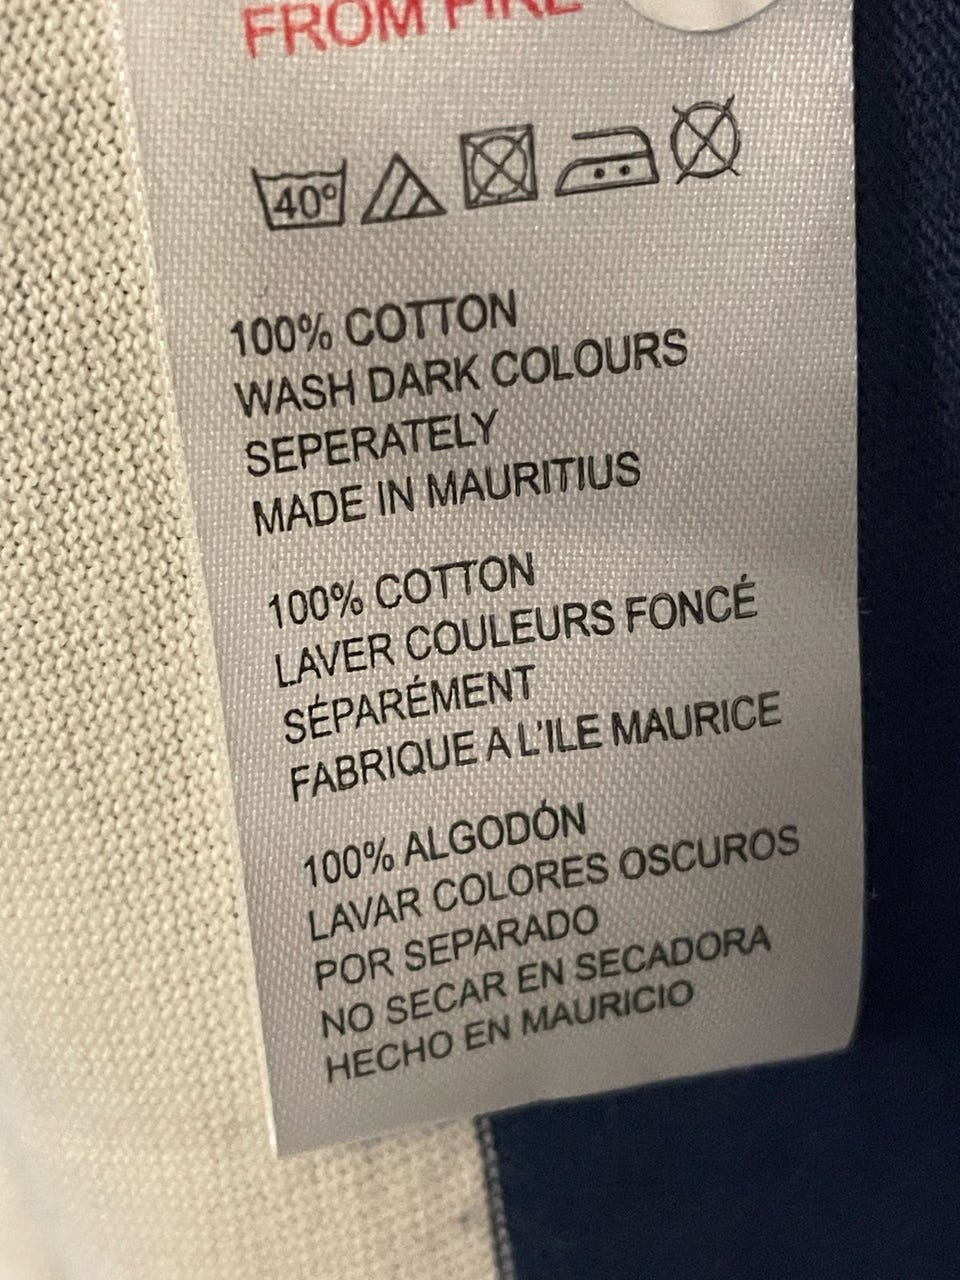 FROM FIRE
40°
100% COTTON
WASH DARK COLOURS
SEPERATELY
MADE IN MAURITIUS
100% COTTON
LAVER COULEURS FONCÉ
SÉPARÉMENT
FABRIQUE A L'ILE MAURICE
100% ALGODÓN
LAVAR COLORES OSCUROS
POR SEPARADO
NO SECAR EN SECADORA
HECHO EN MAURICIO